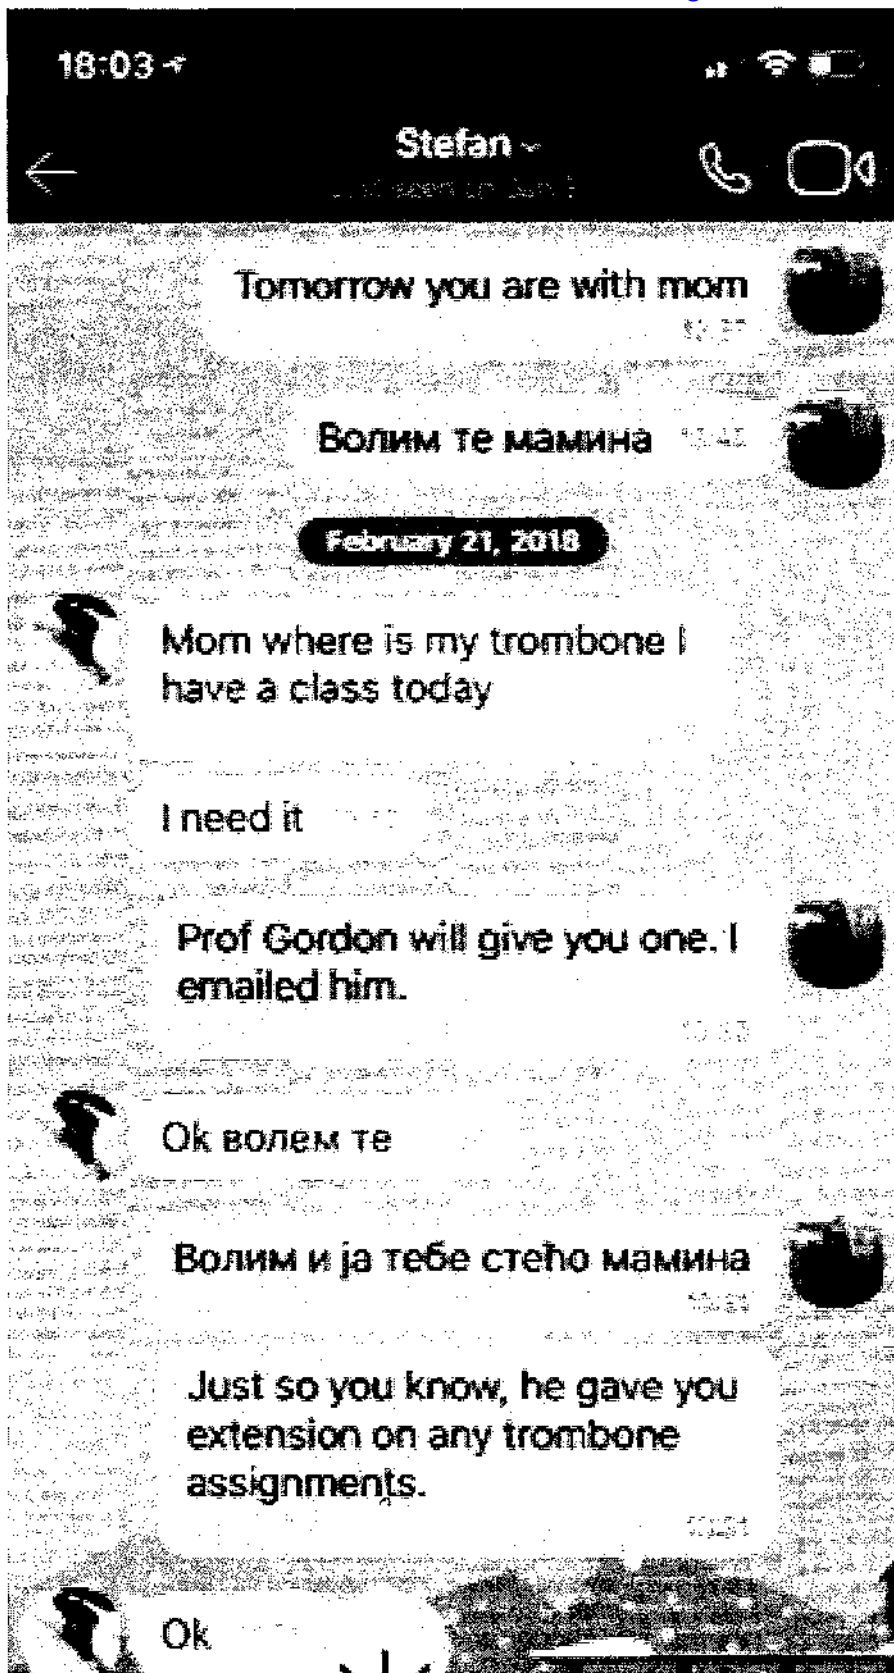 18:03
Stefan
Tomorrow you are with mom
Волим те мамина
February 21, 2018
Mom where is my trombone I
have a class today
I need it
Prof Gordon will give you one. I
emailed him.
Ok волем те
Волим и ја тебе стећо мамина
Just so you know, he gave you
extension on any trombone
assignments.
Ok